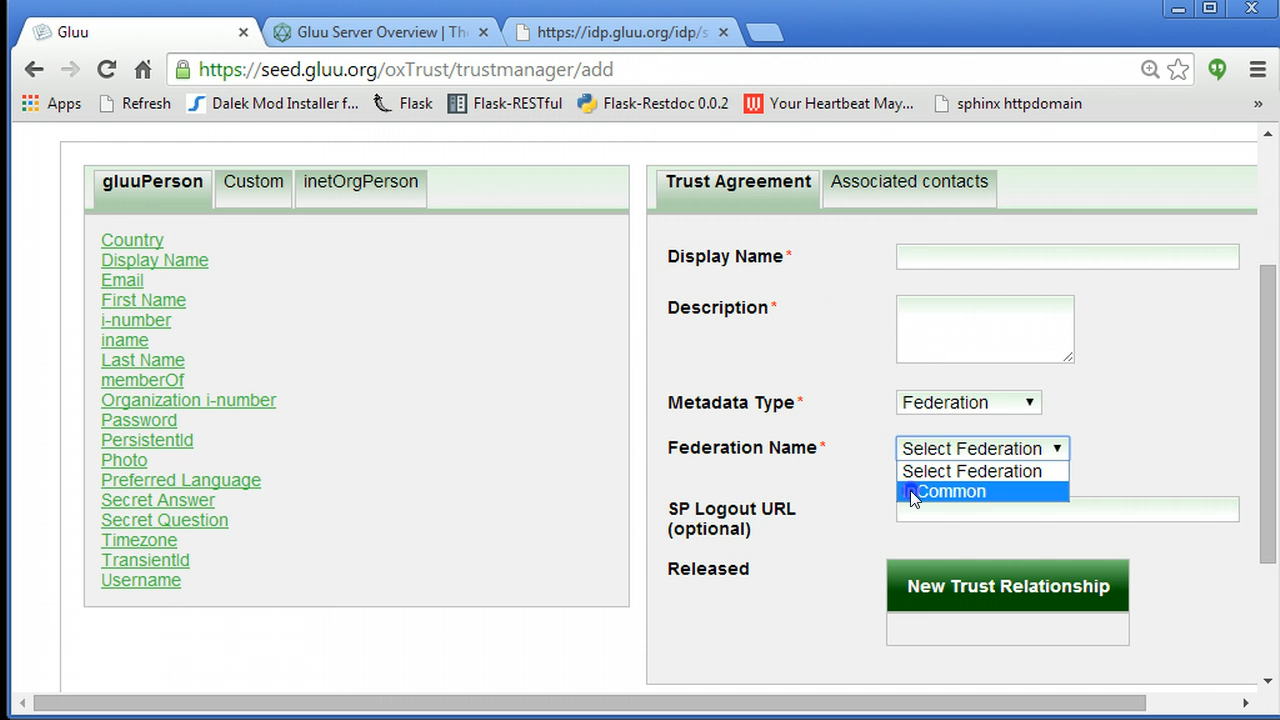 Gluu
Gluu Server Overview | Th
https://idp.gluu.org/idp/s
https://seed.gluu.org/oxTrust/trustmanager/add
Apps Refresh Dalek Mod Installer f... Flask Flask-RESTful Flask-Restdoc 0.0.2 Your Heartbeat May... sphinx httpdomain »
gluuPerson Custom inetOrgPerson
Country
Display Name
Email
First Name
i-number
iname
Last Name
memberOf
Organization i-number
Password
PersistentId
Photo
Preferred Language
Secret Answer
Secret Question
Timezone
TransientId
Username
Trust Agreement Associated contacts
Display Name*
Description*
Metadata Type* Federation
Federation Name* Select Federation
Select Federation
Common
SP Logout URL
(optional)
Released
New Trust Relationship